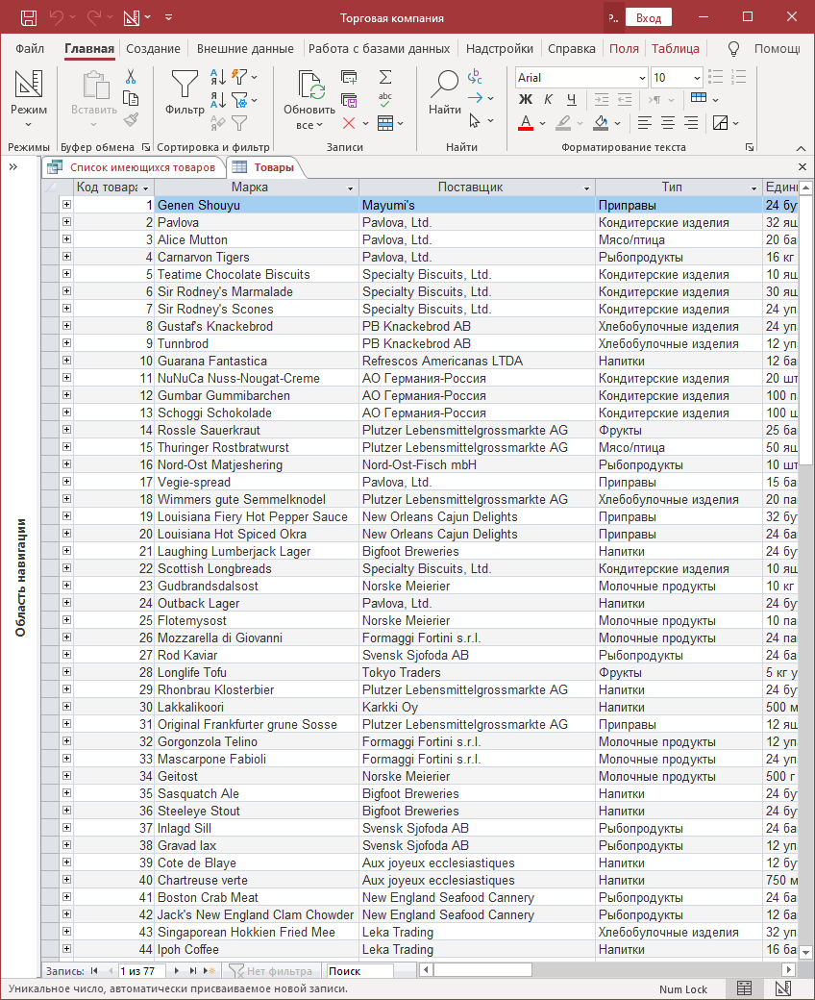 Торговая компания
Р..
Вход
Файл Главная Создание Внешние данные Работа с базами данных Надстройки Справка Поля Таблица Помощ
Режим
Вставить
Фильтр
Обновить все
Найти
Arial 10
Ж К Ч
Режимы Буфер обмена Сортировка и фильтр Записи Найти Форматирование текста
Список имеющихся товаров Товары
Область навигации
Код товара Марка Поставщик Тип Едини
1 Genen Shouyu Mayumi's Приправы 24 бут
2 Pavlova Pavlova, Ltd. Кондитерские изделия 32 ящ
3 Alice Mutton Pavlova, Ltd. Мясо/птица 20 ба
4 Carnarvon Tigers Pavlova, Ltd. Рыбопродукты 16 кг
5 Teatime Chocolate Biscuits Specialty Biscuits, Ltd. Кондитерские изделия 10 ящ
6 Sir Rodney's Marmalade Specialty Biscuits, Ltd. Кондитерские изделия 30 ящ
7 Sir Rodney's Scones Specialty Biscuits, Ltd. Кондитерские изделия 24 упа
8 Gustaf's Knackebrod PB Knackebrod AB Хлебобулочные изделия 24 упа
9 Tunnbrod PB Knackebrod AB Хлебобулочные изделия 12 упа
10 Guarana Fantastica Refrescos Americanas LTDA Напитки 12 ба
11 NuNuCa Nuss-Nougat-Creme АО Германия-Россия Кондитерские изделия 20 шт
12 Gumbar Gummibarchen АО Германия-Россия Кондитерские изделия 100 п
13 Schoggi Schokolade АО Германия-Россия Кондитерские изделия 100 ш
14 Rossle Sauerkraut Plutzer Lebensmittelgrossmarkte AG Фрукты 25 ба
15 Thuringer Rostbratwurst Plutzer Lebensmittelgrossmarkte AG Мясо/птица 50 ящ
16 Nord-Ost Matjeshering Nord-Ost-Fisch mbH Рыбопродукты 10 шт
17 Vegie-spread Pavlova, Ltd. Приправы 15 ба
18 Wimmers gute Semmelknodel Plutzer Lebensmittelgrossmarkte AG Хлебобулочные изделия 20 па
19 Louisiana Fiery Hot Pepper Sauce New Orleans Cajun Delights Приправы 32 бут
20 Louisiana Hot Spiced Okra New Orleans Cajun Delights Приправы 24 ба
21 Laughing Lumberjack Lager Bigfoot Breweries Напитки 24 бут
22 Scottish Longbreads Specialty Biscuits, Ltd. Кондитерские изделия 10 ящ
23 Gudbrandsdalsost Norske Meierier Молочные продукты 10 кг
24 Outback Lager Pavlova, Ltd. Напитки 24 бут
25 Flotemysost Norske Meierier Молочные продукты 10 па
26 Mozzarella di Giovanni Formaggi Fortini s.r.l. Молочные продукты 24 па
27 Rod Kaviar Svensk Sjofoda AB Рыбопродукты 24 ба
28 Longlife Tofu Tokyo Traders Фрукты 5 кг у
29 Rhonbrau Klosterbier Plutzer Lebensmittelgrossmarkte AG Напитки 24 бут
30 Lakkalikoori Karkki Oy Напитки 500 м
31 Original Frankfurter grune Sosse Plutzer Lebensmittelgrossmarkte AG Приправы 12 ящ
32 Gorgonzola Telino Formaggi Fortini s.r.l. Молочные продукты 12 упа
33 Mascarpone Fabioli Formaggi Fortini s.r.l. Молочные продукты 24 упа
34 Geitost Norske Meierier Молочные продукты 500 г
35 Sasquatch Ale Bigfoot Breweries Напитки 24 бут
36 Steeleye Stout Bigfoot Breweries Напитки 24 бут
37 Inlagd Sill Svensk Sjofoda AB Рыбопродукты 24 ба
38 Gravad lax Svensk Sjofoda AB Рыбопродукты 12 упа
39 Cote de Blaye Aux joyeux ecclesiastiques Напитки 12 бут
40 Chartreuse verte Aux joyeux ecclesiastiques Напитки 750 м
41 Boston Crab Meat New England Seafood Cannery Рыбопродукты 24 ба
42 Jack's New England Clam Chowder New England Seafood Cannery Рыбопродукты 12 ба
43 Singaporean Hokkien Fried Mee Leka Trading Хлебобулочные изделия 32 упа
44 Ipoh Coffee Leka Trading Напитки 16 ба
Запись: 1 из 77 Нет фильтра Поиск
Уникальное число, автоматически присваиваемое новой записи. Num Lock